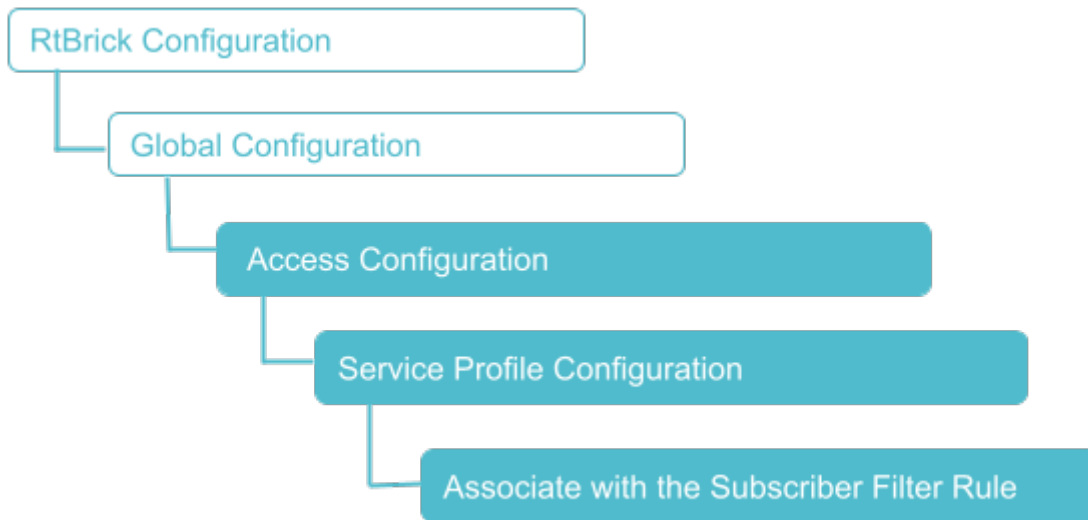 RtBrick Configuration
Global Configuration
Access Configuration
Service Profile Configuration
Associate with the Subscriber Filter Rule